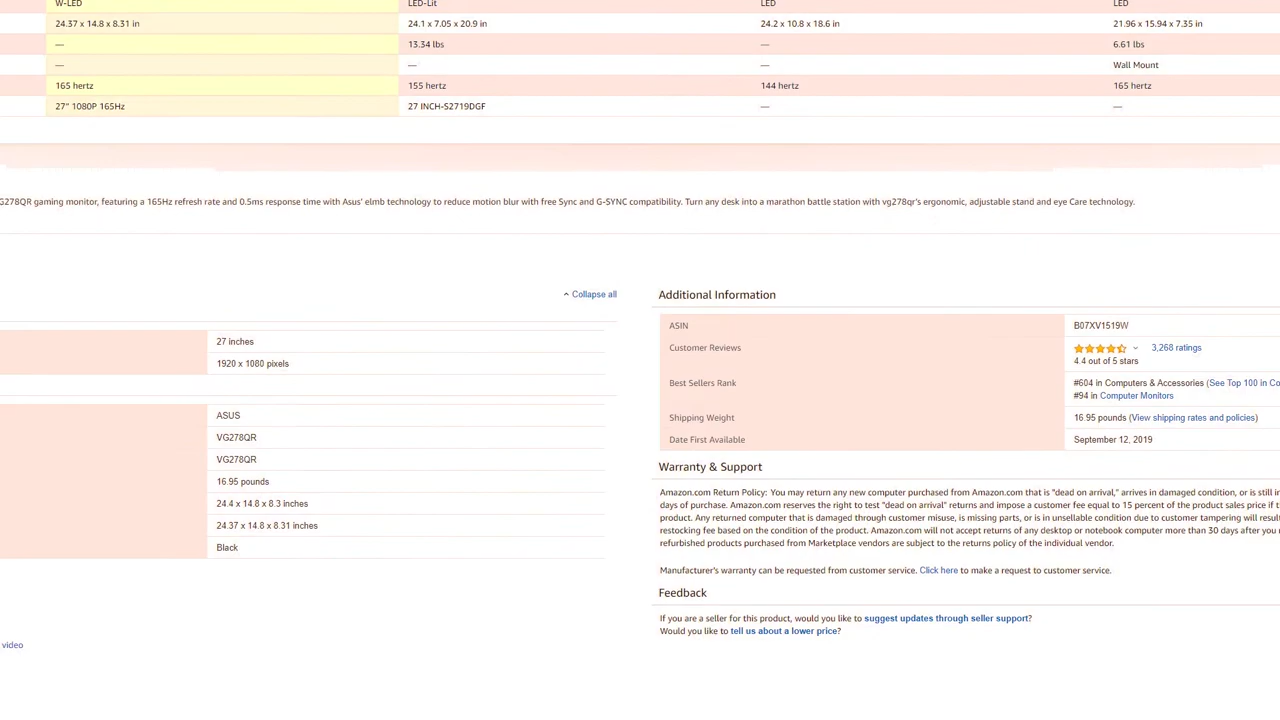 W-LED LED-Lit LED LED
24.37 x 14.8 x 8.31 in 24.1 x 7.05 x 20.9 in 24.2 x 10.8 x 18.6 in 21.96 x 15.94 x 7.35 in
— 13.34 lbs — 6.61 lbs
— — — Wall Mount
165 hertz 155 hertz 144 hertz 165 hertz
27" 1080P 165Hz 27 INCH-S2719DGF — —
G278QR gaming monitor, featuring a 165Hz refresh rate and 0.5ms response time with Asus' elmb technology to reduce motion blur with free Sync and G-SYNC compatibility. Turn any desk into a marathon battle station with vg278qr's ergonomic, adjustable stand and eye Care technology.
Collapse all
27 inches
1920 x 1080 pixels
ASUS
VG278QR
VG278QR
16.95 pounds
24.4 x 14.8 x 8.3 inches
24.37 x 14.8 x 8.31 inches
Black
video
Additional Information
ASIN B07XV1519W
Customer Reviews 3,268 ratings
4.4 out of 5 stars
Best Sellers Rank #604 in Computers & Accessories (See Top 100 in Co
#94 in Computer Monitors
Shipping Weight 16.95 pounds (View shipping rates and policies)
Date First Available September 12, 2019
Warranty & Support
Amazon.com Return Policy: You may return any new computer purchased from Amazon.com that is "dead on arrival," arrives in damaged condition, or is still in
days of purchase. Amazon.com reserves the right to test "dead on arrival" returns and impose a customer fee equal to 15 percent of the product sales price if t
product. Any returned computer that is damaged through customer misuse, is missing parts, or is in unsellable condition due to customer tampering will result
restocking fee based on the condition of the product. Amazon.com will not accept returns of any desktop or notebook computer more than 30 days after you
refurbished products purchased from Marketplace vendors are subject to the returns policy of the individual vendor.
Manufacturer's warranty can be requested from customer service. Click here to make a request to customer service.
Feedback
If you are a seller for this product, would you like to suggest updates through seller support?
Would you like to tell us about a lower price?